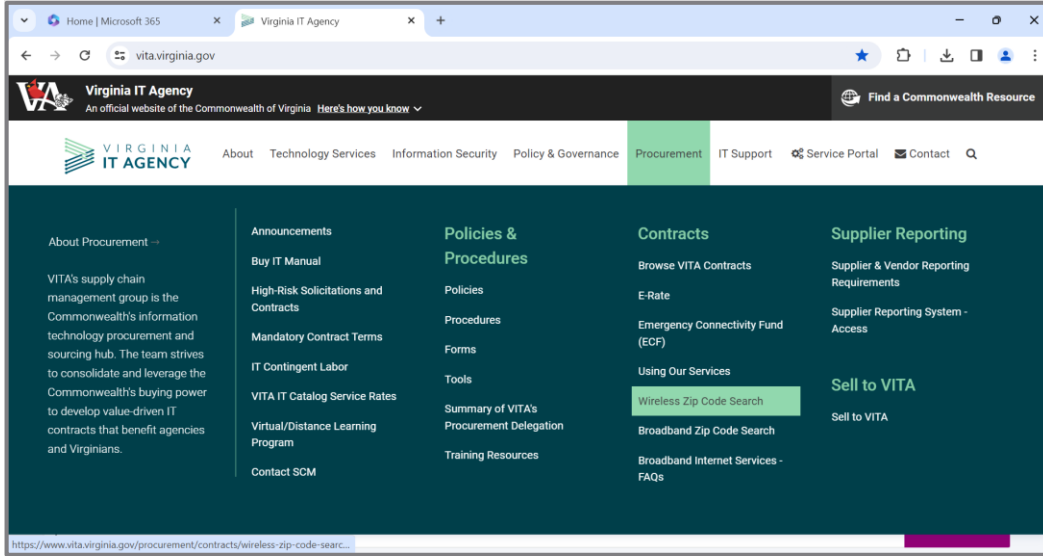 Home | Microsoft 365
Virginia IT Agency
vita.virginia.gov
VA
Virginia IT Agency
An official website of the Commonwealth of Virginia Here's how you know
Find a Commonwealth Resource
VIRGINIA
IT AGENCY
About
Technology Services
Information Security
Policy & Governance
Procurement
IT Support
Service Portal
Contact
About Procurement →
VITA's supply chain
management group is the
Commonwealth's information
technology procurement and
sourcing hub. The team strives
to consolidate and leverage the
Commonwealth's buying power
to develop value-driven IT
contracts that benefit agencies
and Virginians.
Announcements
Buy IT Manual
High-Risk Solicitations and
Contracts
Mandatory Contract Terms
IT Contingent Labor
VITA IT Catalog Service Rates
Virtual/Distance Learning
Program
Contact SCM
Policies &
Procedures
Policies
Procedures
Forms
Tools
Summary of VITA's
Procurement Delegation
Training Resources
Contracts
Browse VITA Contracts
E-Rate
Emergency Connectivity Fund
(ECF)
Using Our Services
Wireless Zip Code Search
Broadband Zip Code Search
Broadband Internet Services -
FAQs
Supplier Reporting
Supplier & Vendor Reporting
Requirements
Supplier Reporting System -
Access
Sell to VITA
Sell to VITA
https://www.vita.virginia.gov/procurement/contracts/wireless-zip-code-searc...